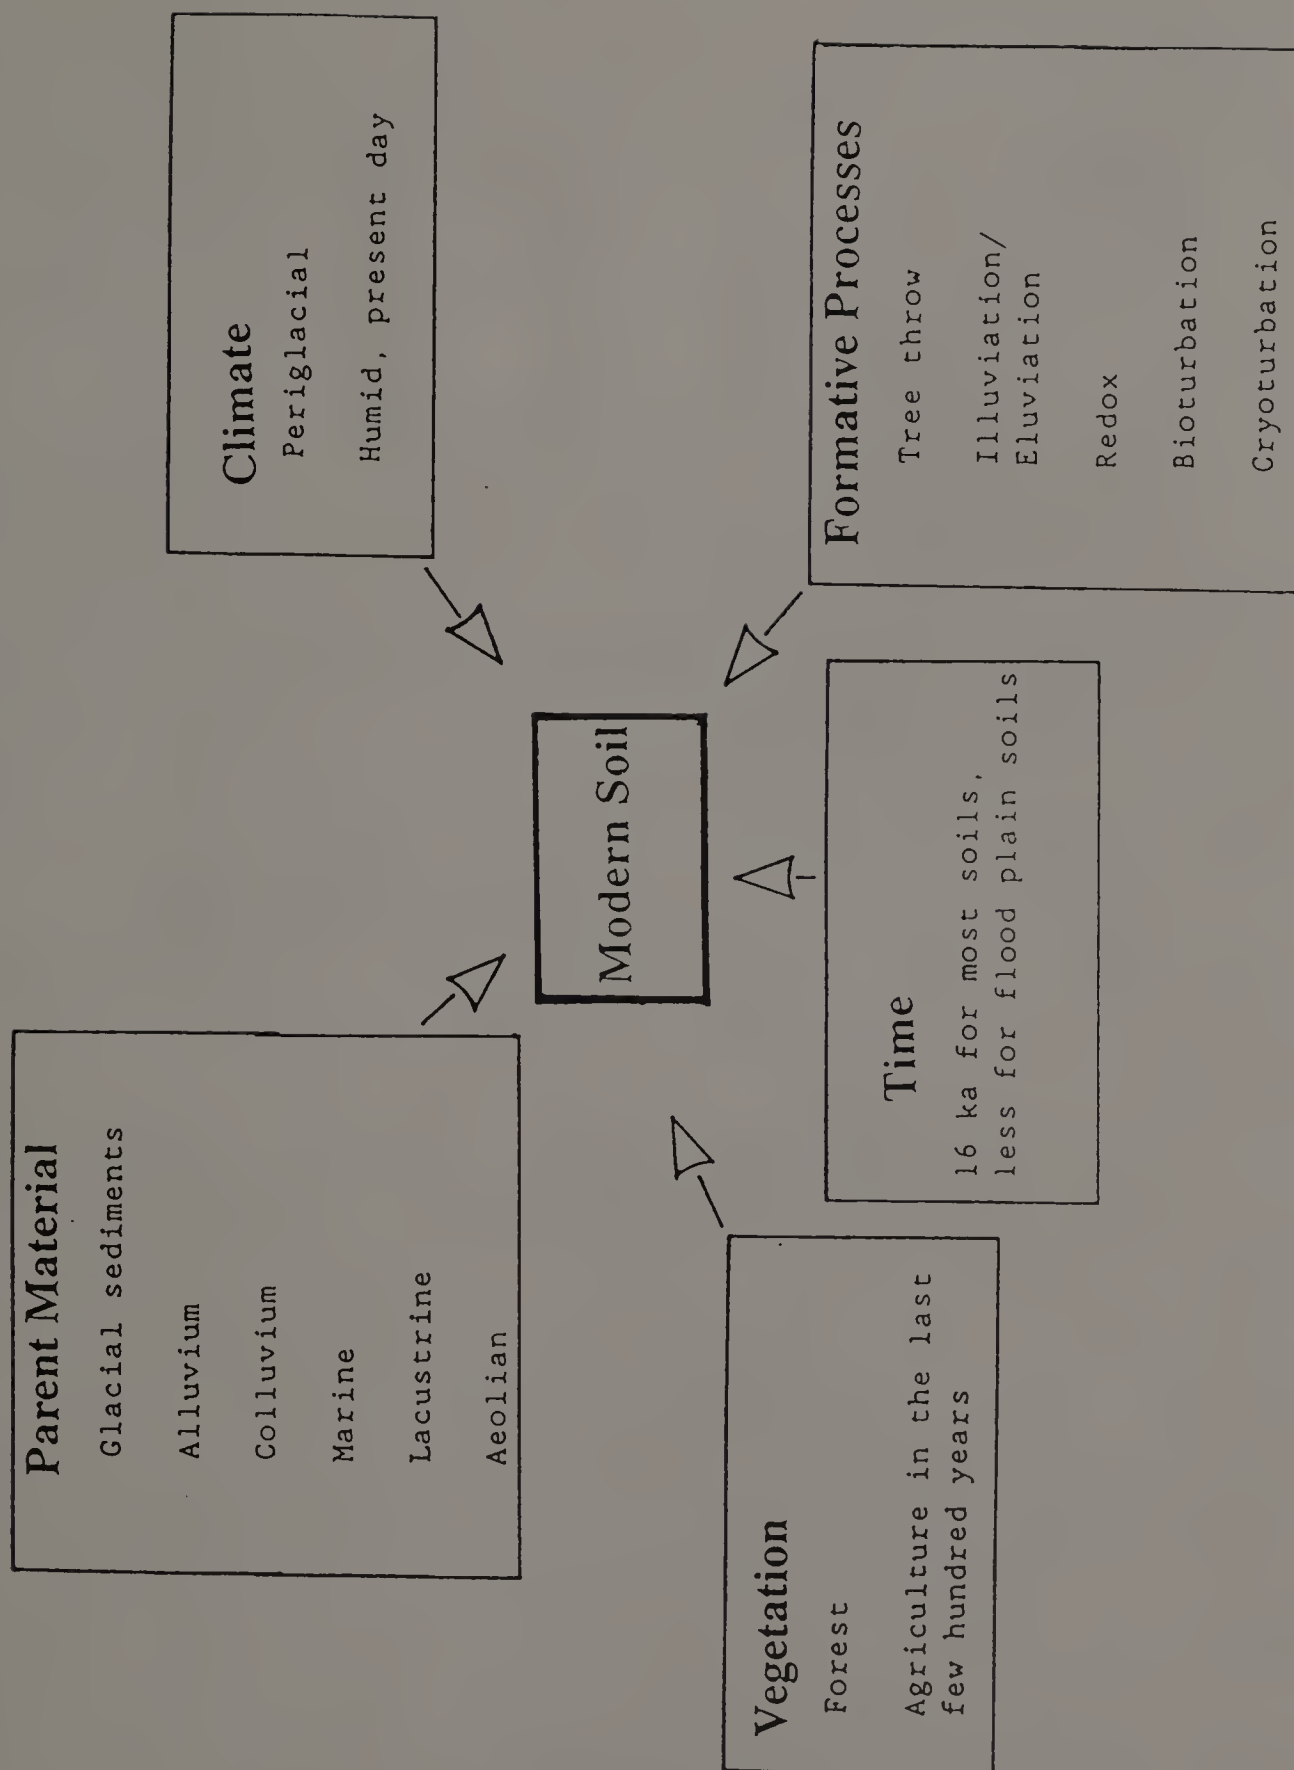 Parent Material
Glacial sediments
Alluvium
Colluvium
Marine
Lacustrine
Aeolian
Climate
Periglacial
Humid, present day
Modern Soil
Vegetation
Forest
Agriculture in the last
few hundred years
Time
16 ka for most soils,
less for flood plain soils
Formative Processes
Tree throw
Illuviation/
Eluviation
Redox
Bioturbation
Cryoturbation